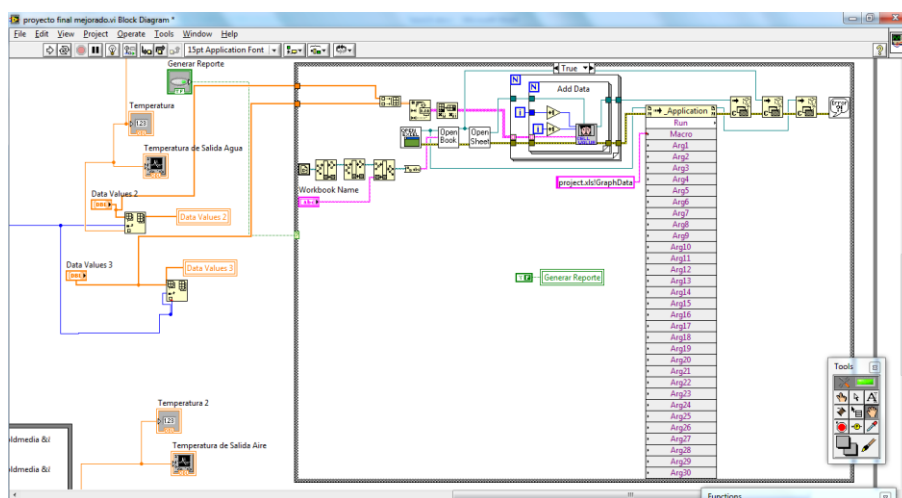 proyecto final mejorado.vi Block Diagram *
File Edit View Project Operate Tools Window Help
15pt Application Font
Generar Reporte
True
Temperatura
Temperatura de Salida Agua
Data Values 2
Data Values 2
Data Values 3
Data Values 3
N
N
Add Data
i
i
Open Book
Open Sheet
Workbook Name
abc
project.xls!GraphData
Generar Reporte
Application
Run
Macro
Arg1
Arg2
Arg3
Arg4
Arg5
Arg6
Arg7
Arg8
Arg9
Arg10
Arg11
Arg12
Arg13
Arg14
Arg15
Arg16
Arg17
Arg18
Arg19
Arg20
Arg21
Arg22
Arg23
Arg24
Arg25
Arg26
Arg27
Arg28
Arg29
Arg30
Tools
Temperatura 2
Temperatura de Salida Aire
oldmedia &/
oldmedia &/
Functions